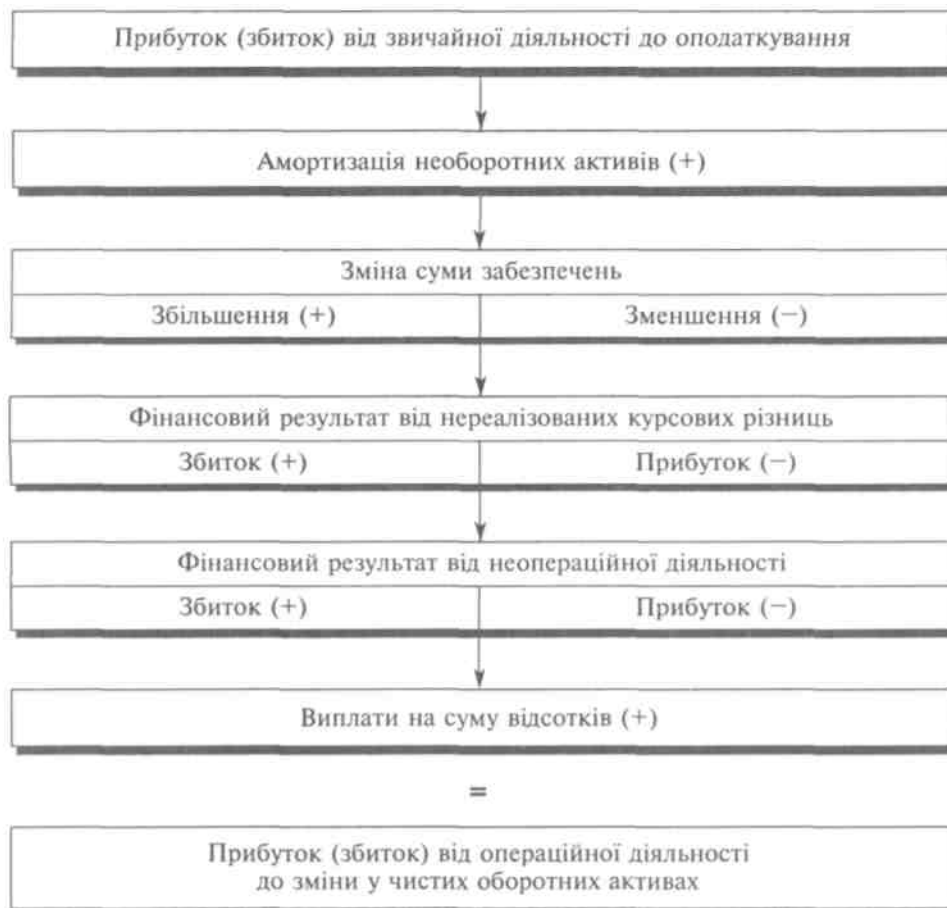 Прибуток (збиток) від звичайної діяльності до оподаткування
Амортизація необоротних активів (+)
Зміна суми забезпечень
Збільшення (+) Зменшення (−)
Фінансовий результат від нереалізованих курсових різниць
Збиток (+) Прибуток (−)
Фінансовий результат від неопераційної діяльності
Збиток (+) Прибуток (−)
Виплати на суму відсотків (+)
=
Прибуток (збиток) від операційної діяльності
до зміни у чистих оборотних активах